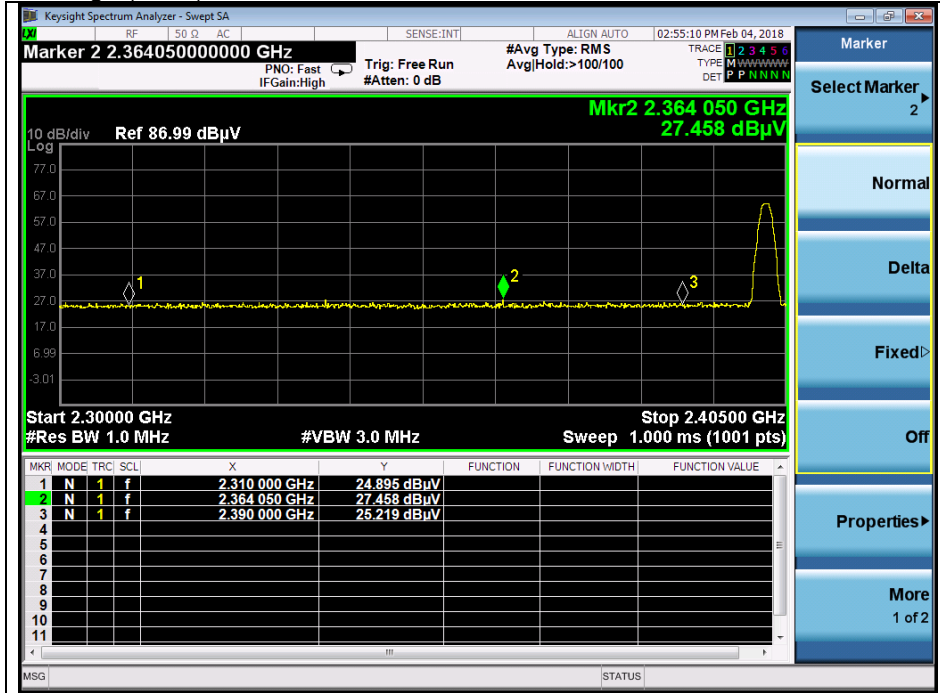 Keysight Spectrum Analyzer - Swept SA
LXI RF 50 Ω AC SENSE:INT ALIGN AUTO 02:55:10 PM Feb 04, 2018
Marker 2 2.364050000000 GHz
PNO: Fast
IFGain:High
Trig: Free Run
#Atten: 0 dB
#Avg Type: RMS
Avg|Hold:>100/100
TRACE 1 2 3 4 5 6
TYPE M W W W W W
DET P P N N N N
Mkr2 2.364 050 GHz
27.458 dBµV
10 dB/div Ref 86.99 dBµV
Log
77.0
67.0
57.0
47.0
37.0
27.0
17.0
6.99
-3.01
1
2
3
Start 2.30000 GHz Stop 2.40500 GHz
#Res BW 1.0 MHz #VBW 3.0 MHz Sweep 1.000 ms (1001 pts)
MKR MODE TRC SCL X Y FUNCTION FUNCTION WIDTH FUNCTION VALUE
1 N 1 f 2.310 000 GHz 24.895 dBµV
2 N 1 f 2.364 050 GHz 27.458 dBµV
3 N 1 f 2.390 000 GHz 25.219 dBµV
4
5
6
7
8
9
10
11
MSG STATUS
Marker
Select Marker
2
Normal
Delta
Fixed
Off
Properties
More
1 of 2